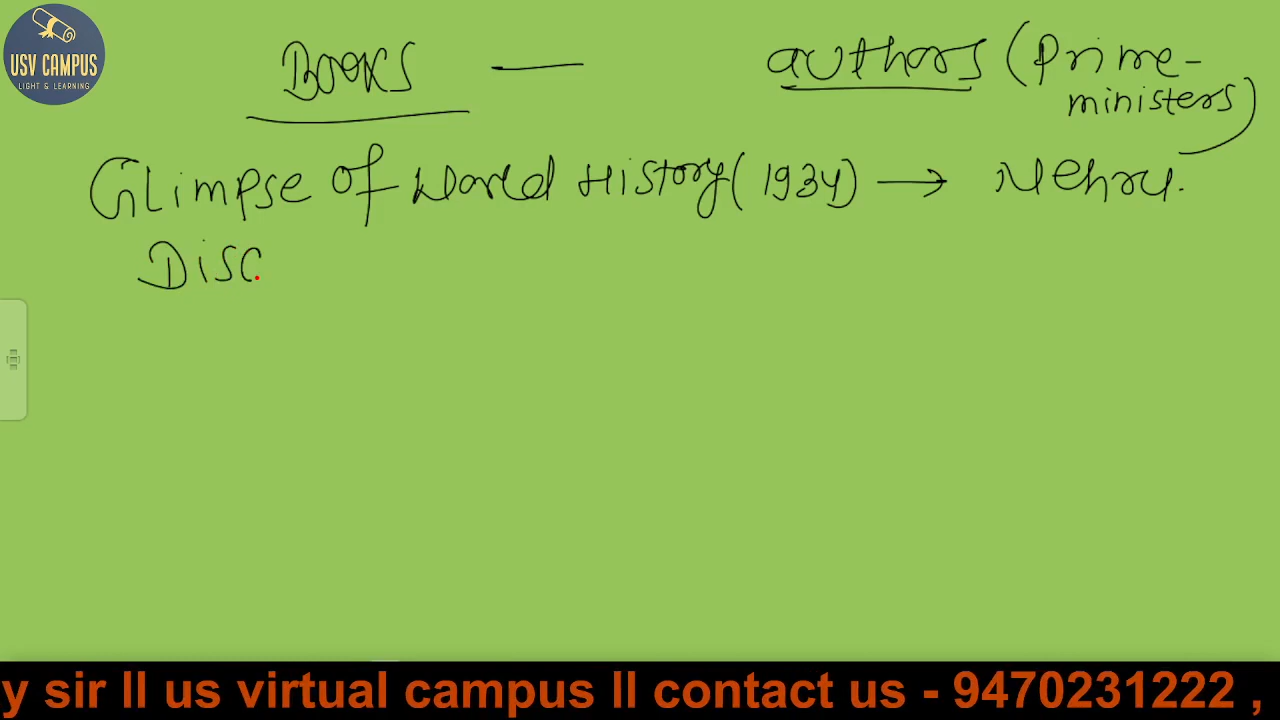 USV CAMPUS
LIGHT & LEARNING
Books — authors (Prime-
ministers)
Glimpse of World History (1934) → Nehru.
Disc
y sir ll us virtual campus ll contact us - 9470231222 ,